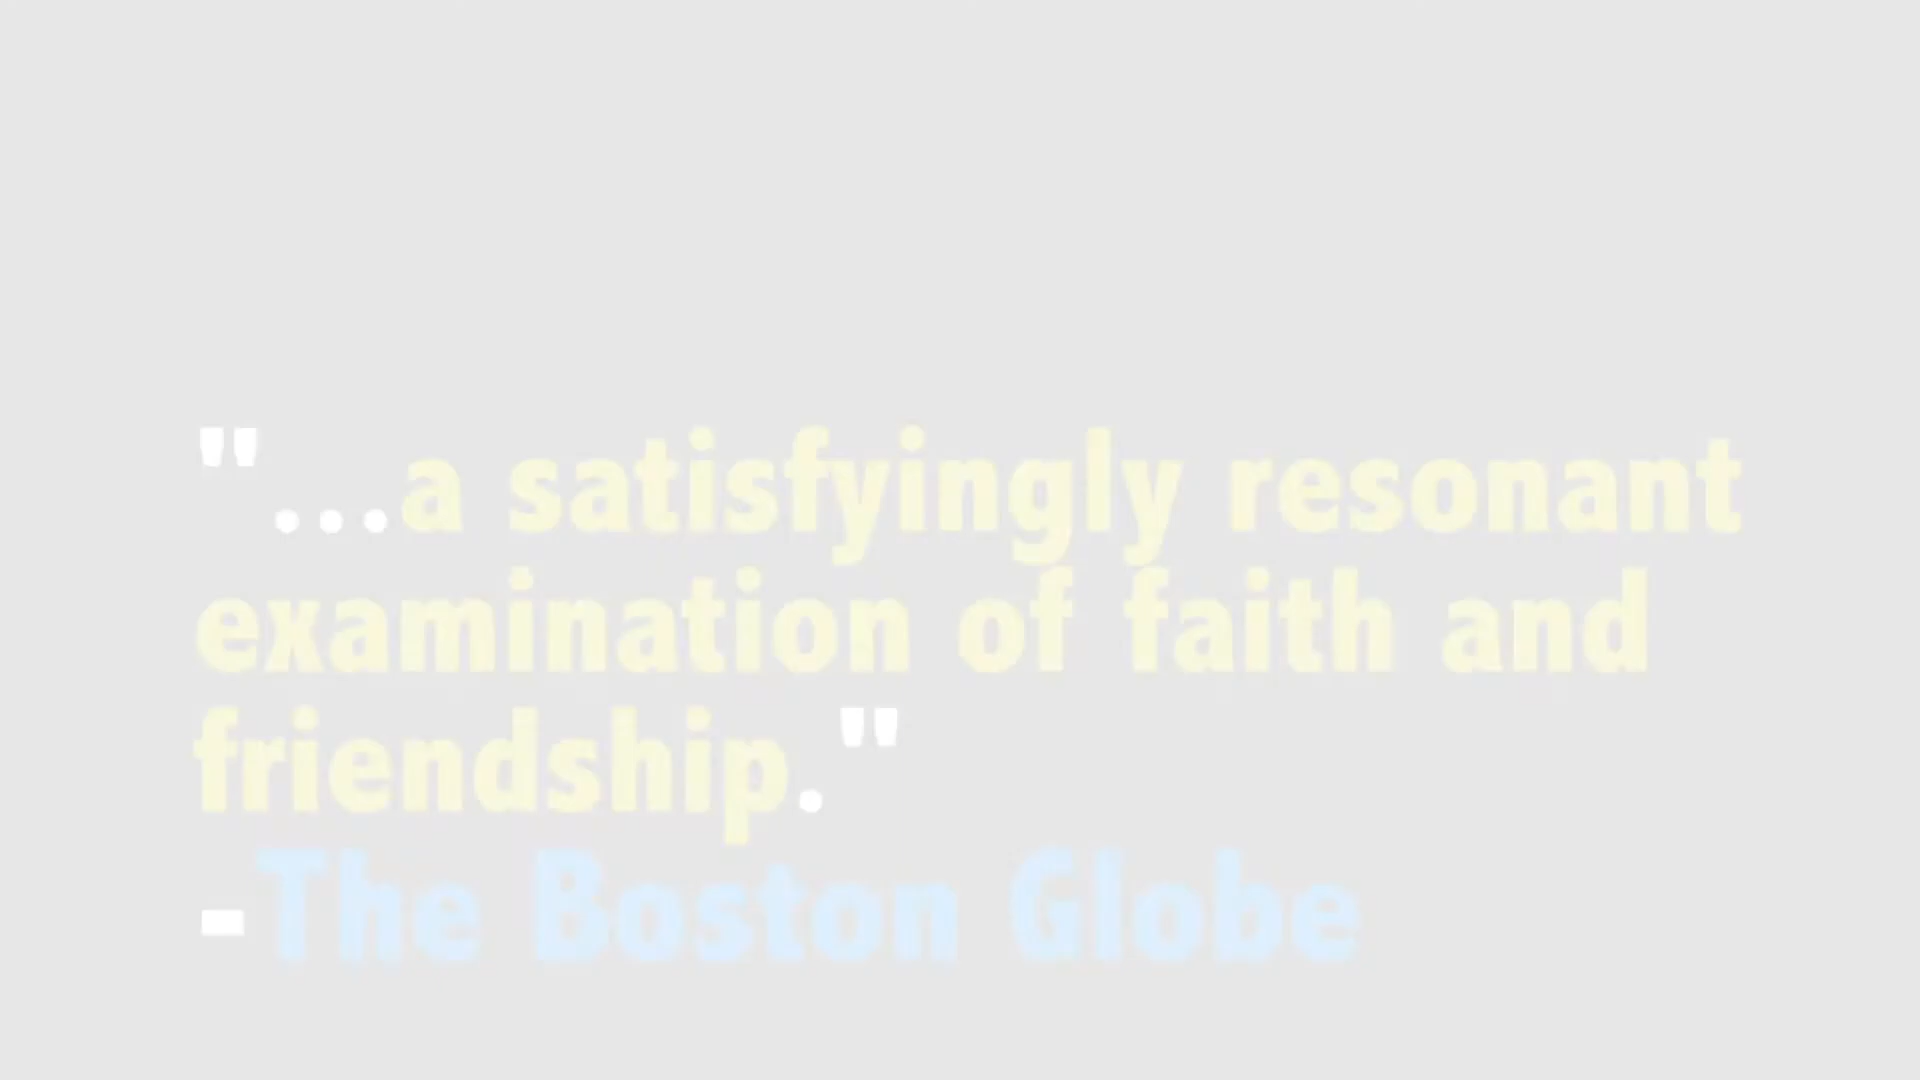 "...a satisfyingly resonant
examination of faith and
friendship."
-The Boston Globe